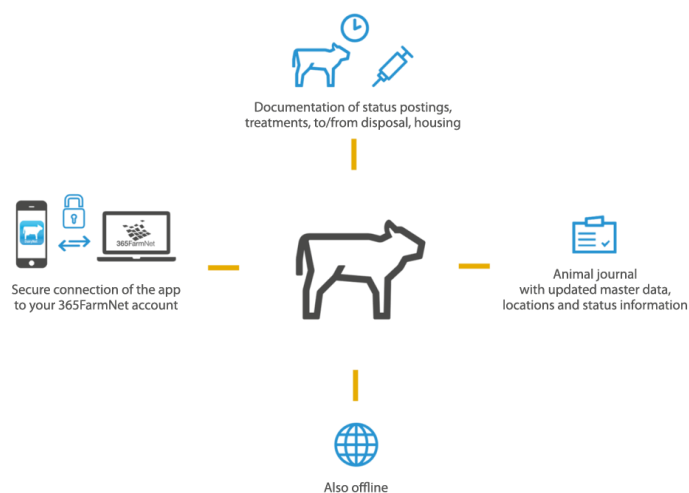 Documentation of status postings,
treatments, to/from disposal, housing
365FarmNet
Secure connection of the app
to your 365FarmNet account
Animal journal
with updated master data,
locations and status information
Also offline